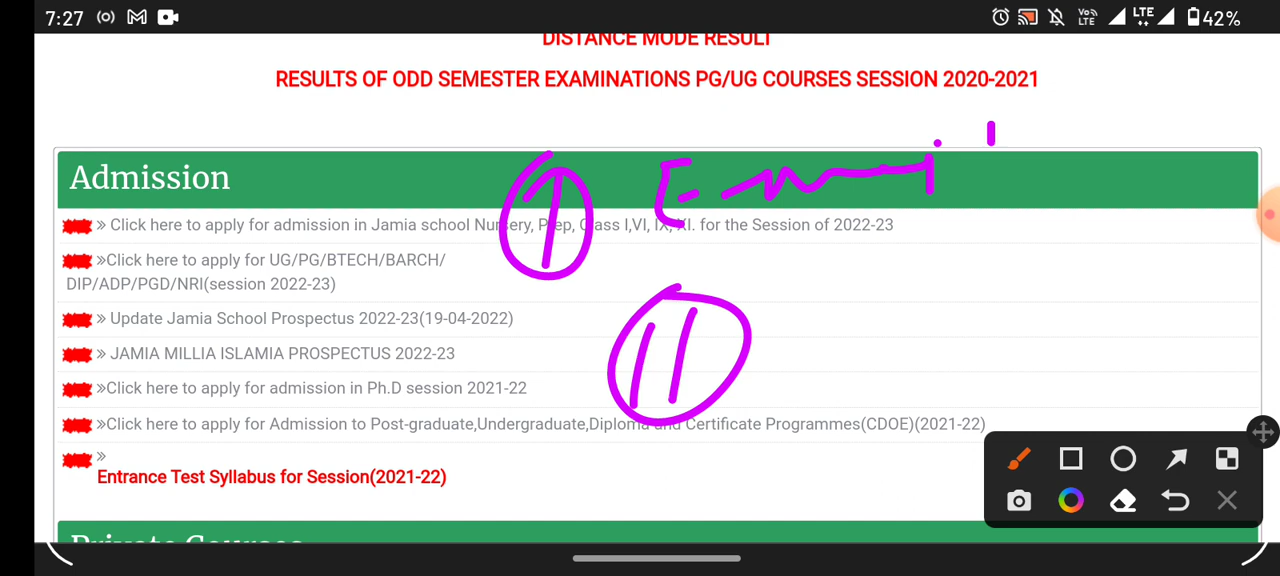 7:27 LTE 42%
DISTANCE MODE RESULT
RESULTS OF ODD SEMESTER EXAMINATIONS PG/UG COURSES SESSION 2020-2021
Admission
» Click here to apply for admission in Jamia school Nursery, Prep, Class I,VI, IX, XI. for the Session of 2022-23
»Click here to apply for UG/PG/BTECH/BARCH/
DIP/ADP/PGD/NRI(session 2022-23)
» Update Jamia School Prospectus 2022-23(19-04-2022)
» JAMIA MILLIA ISLAMIA PROSPECTUS 2022-23
»Click here to apply for admission in Ph.D session 2021-22
»Click here to apply for Admission to Post-graduate,Undergraduate,Diploma and Certificate Programmes(CDOE)(2021-22)
»
Entrance Test Syllabus for Session(2021-22)
Private Courses